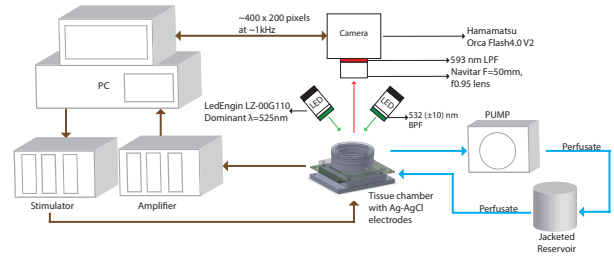 ~400 x 200 pixels
at ~1kHz
Camera
Hamamatsu
Orca Flash4.0 V2
593 nm LPF
Navitar F=50mm,
f0.95 lens
PC
LedEngin LZ-00G110
Dominant λ=525nm
LED
LED
532 (±10) nm
BPF
PUMP
Perfusate
Stimulator
Amplifier
Tissue chamber
with Ag-AgCl
electrodes
Perfusate
Jacketed
Reservoir